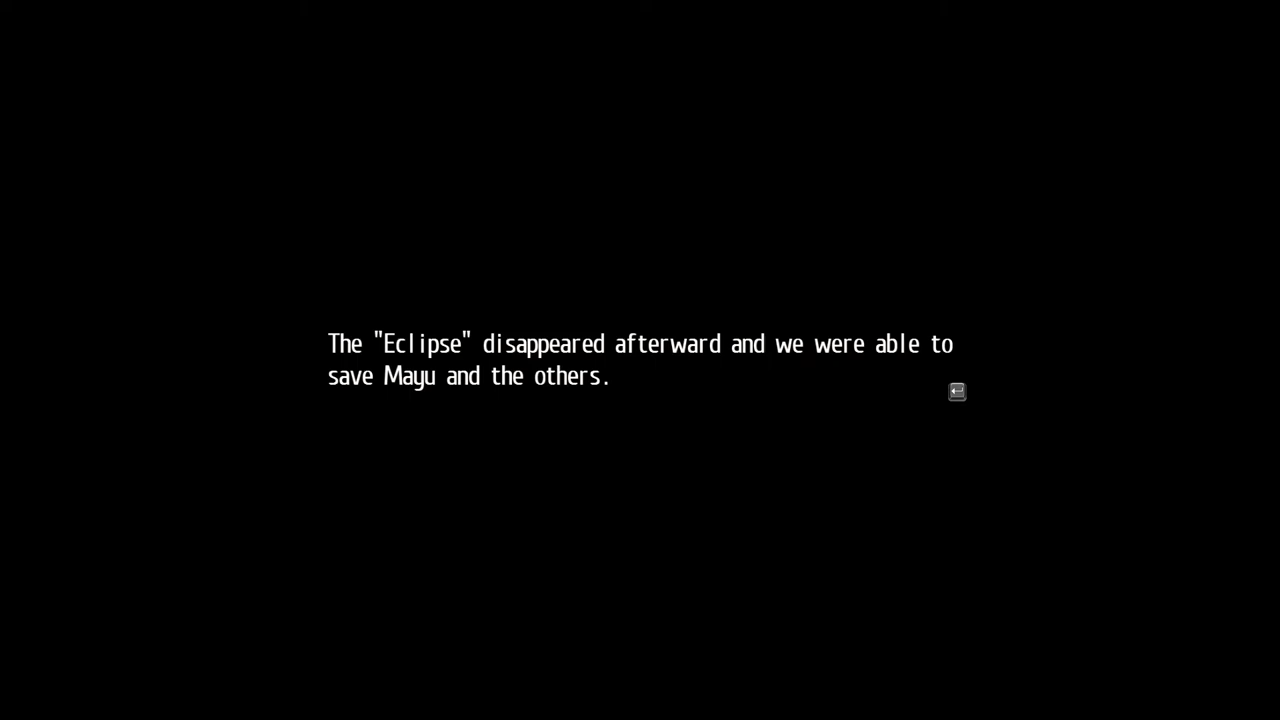 The "Eclipse" disappeared afterward and we were able to
save Mayu and the others.